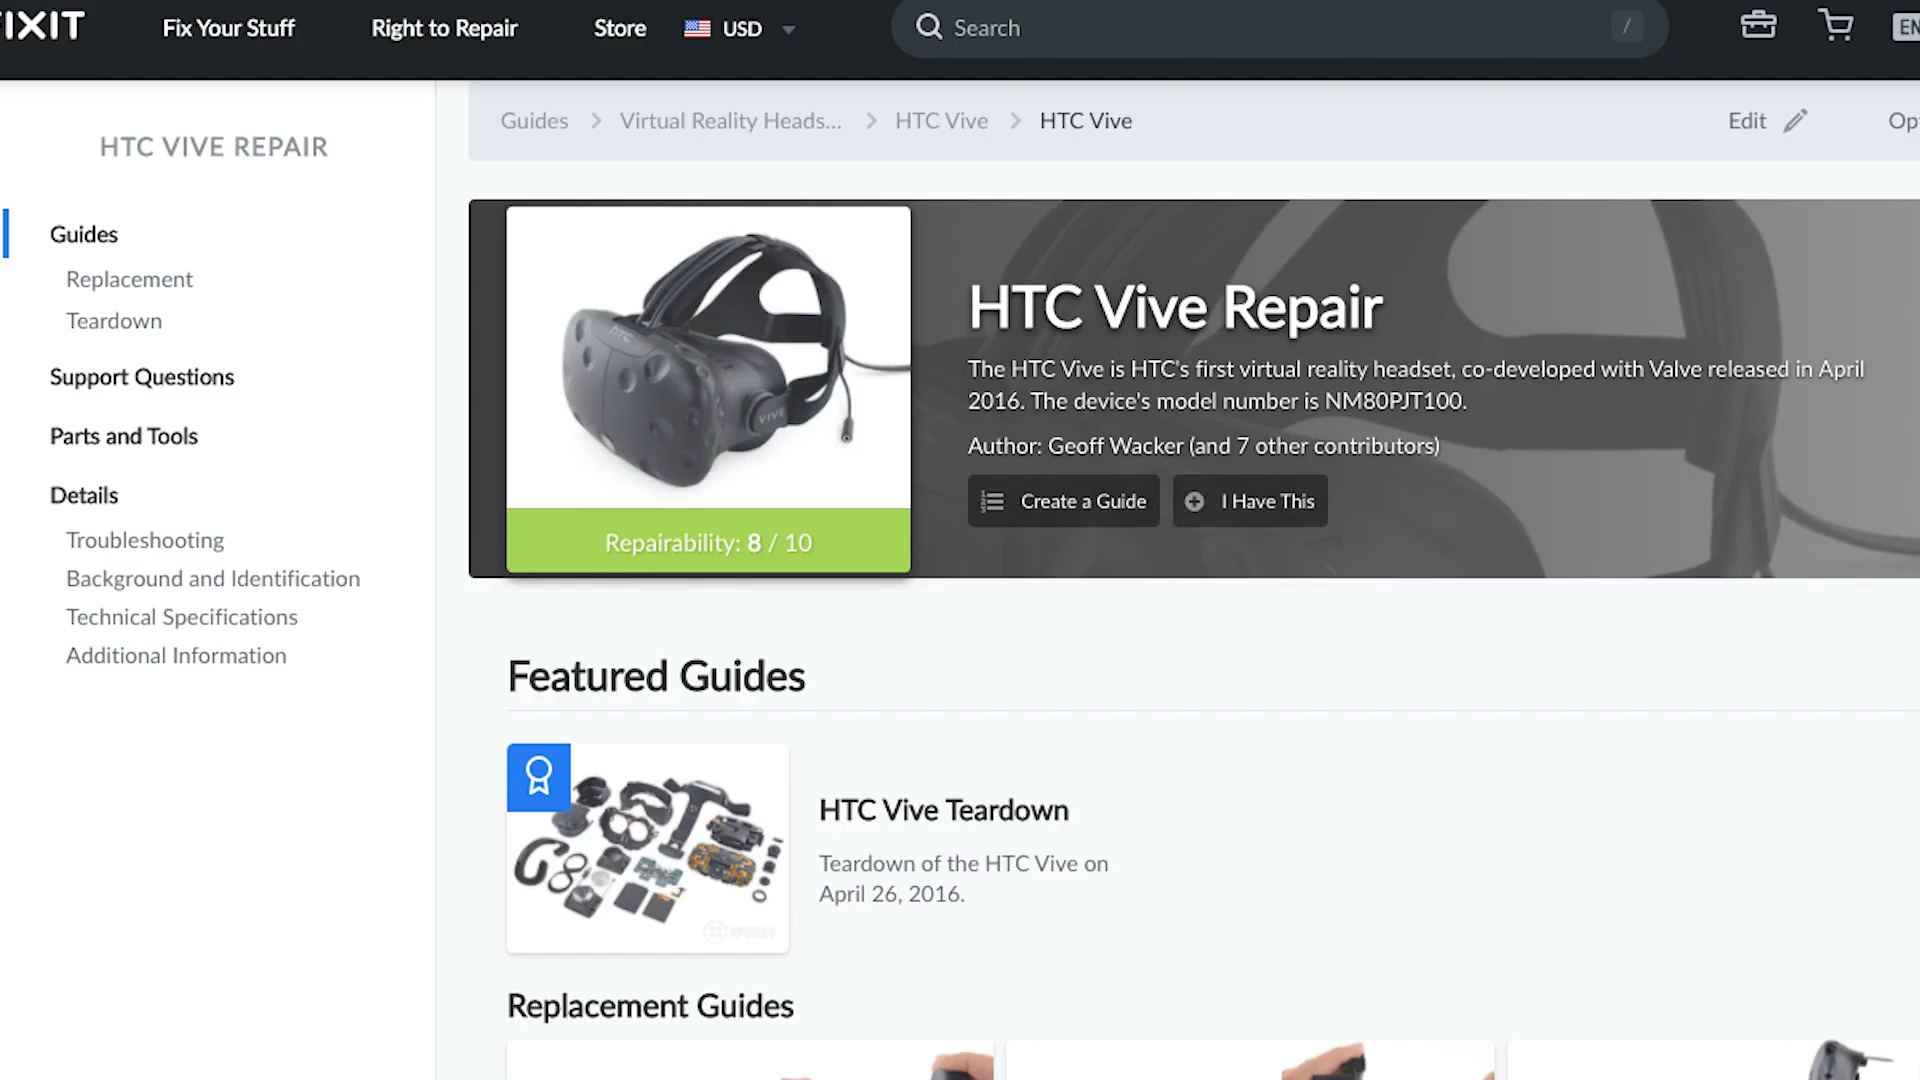 FIXIT
Fix Your Stuff
Right to Repair
Store
USD
Search
/
EN
HTC VIVE REPAIR
Guides
Replacement
Teardown
Support Questions
Parts and Tools
Details
Troubleshooting
Background and Identification
Technical Specifications
Additional Information
Guides > Virtual Reality Heads... > HTC Vive > HTC Vive
Edit
Opt
HTC
VIVE
Repairability: 8 / 10
HTC Vive Repair
The HTC Vive is HTC's first virtual reality headset, co-developed with Valve released in April
2016. The device's model number is NM80PJT100.
Author: Geoff Wacker (and 7 other contributors)
Create a Guide
I Have This
Featured Guides
HTC Vive Teardown
Teardown of the HTC Vive on
April 26, 2016.
Replacement Guides